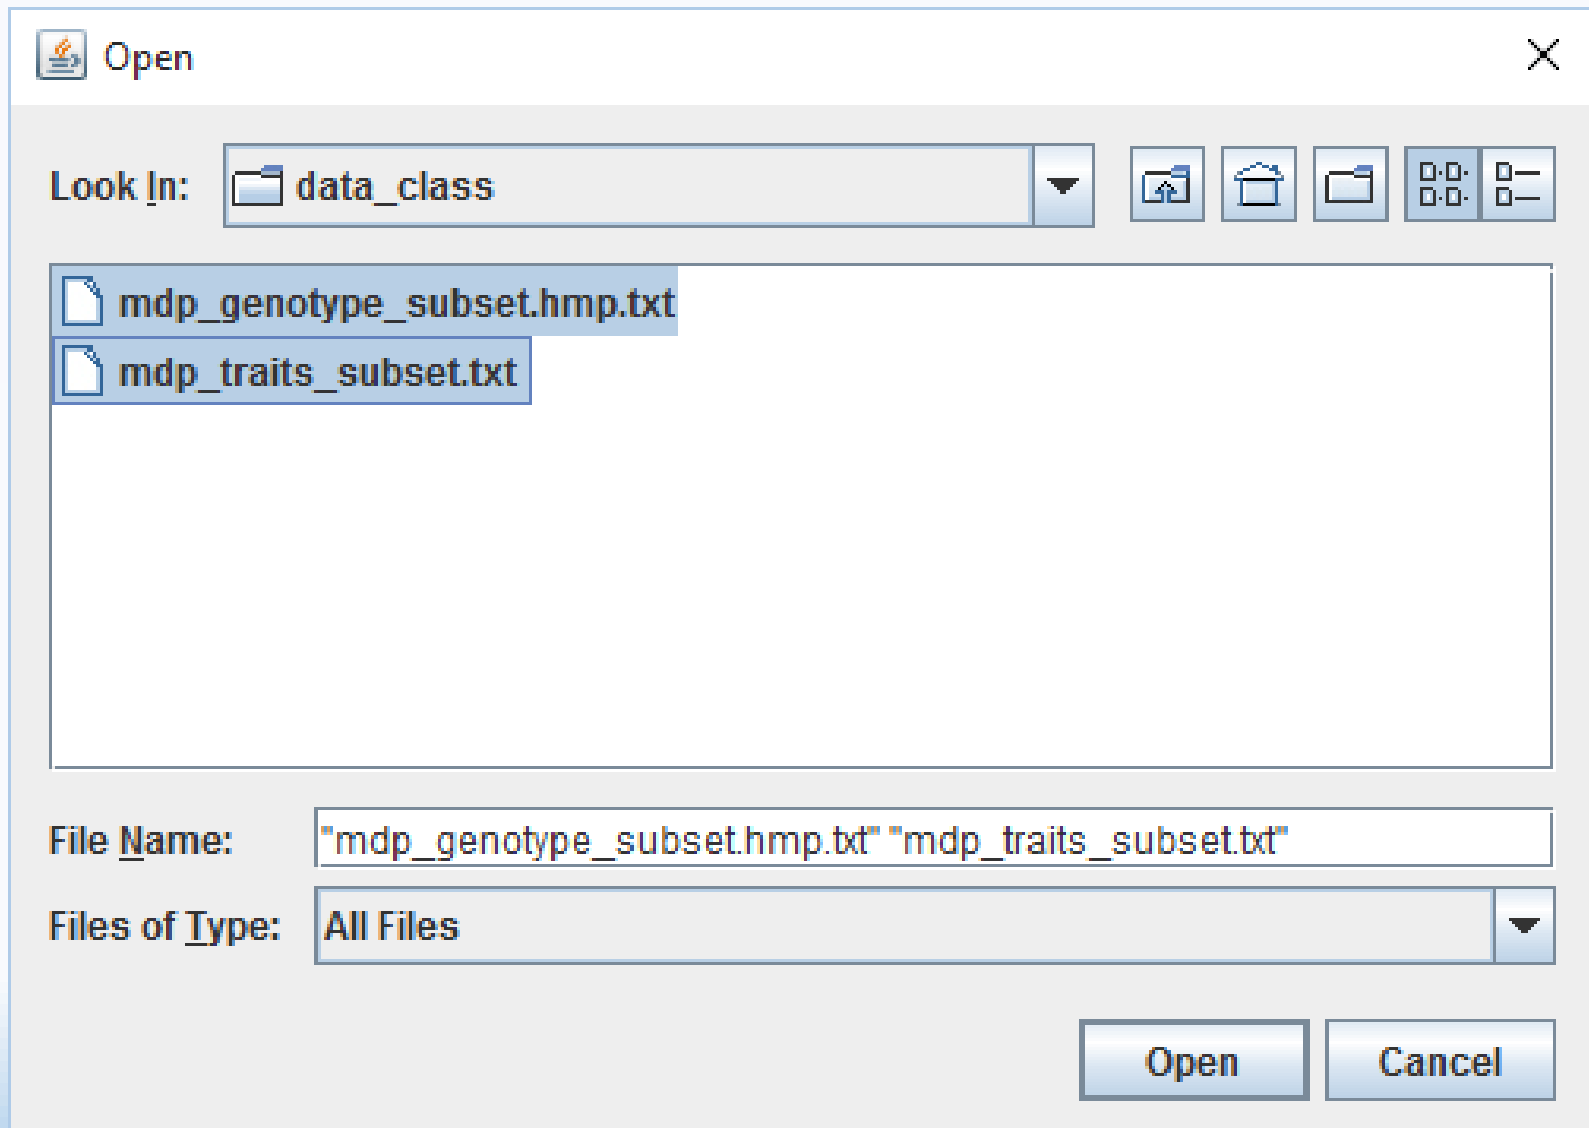 Open
Look In: data_class
mdp_genotype_subset.hmp.txt
mdp_traits_subset.txt
File Name: "mdp_genotype_subset.hmp.txt" "mdp_traits_subset.txt"
Files of Type: All Files
Open Cancel